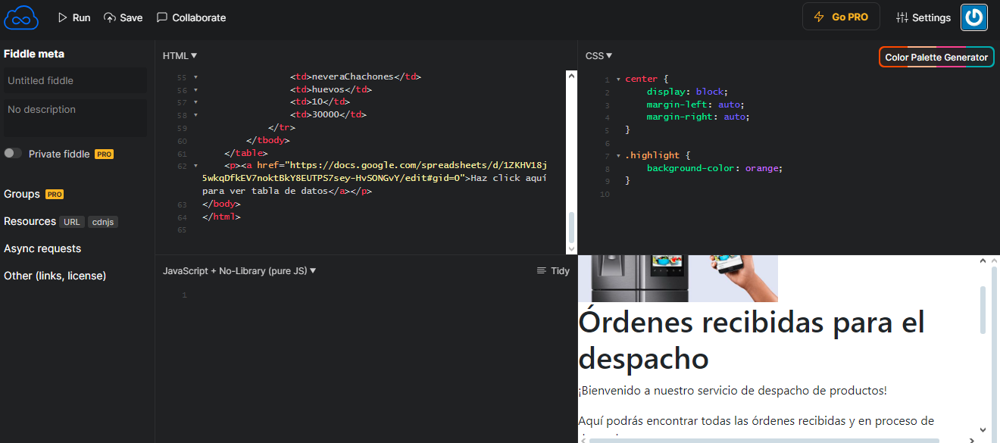 Run Save Collaborate Go PRO Settings
Fiddle meta
Untitled fiddle
No description
Private fiddle PRO
Groups PRO
Resources URL cdnjs
Async requests
Other (links, license)
HTML ▼
55 <td>neveraChachones</td>
56 <td>huevos</td>
57 <td>10</td>
58 <td>30000</td>
59 </tr>
60 </tbody>
61 </table>
62 <p><a href="https://docs.google.com/spreadsheets/d/1ZKHV18j
5wkqDfkEV7noktBkY8EUTPS7sey-HvSONGvY/edit#gid=0">Haz click aquí
para ver tabla de datos</a></p>
63 </body>
64 </html>
65
CSS ▼ Color Palette Generator
1 center {
2 display: block;
3 margin-left: auto;
4 margin-right: auto;
5 }
6
7 .highlight {
8 background-color: orange;
9 }
10
JavaScript + No-Library (pure JS) ▼ Tidy
1
Órdenes recibidas para el
despacho
¡Bienvenido a nuestro servicio de despacho de productos!
Aquí podrás encontrar todas las órdenes recibidas y en proceso de